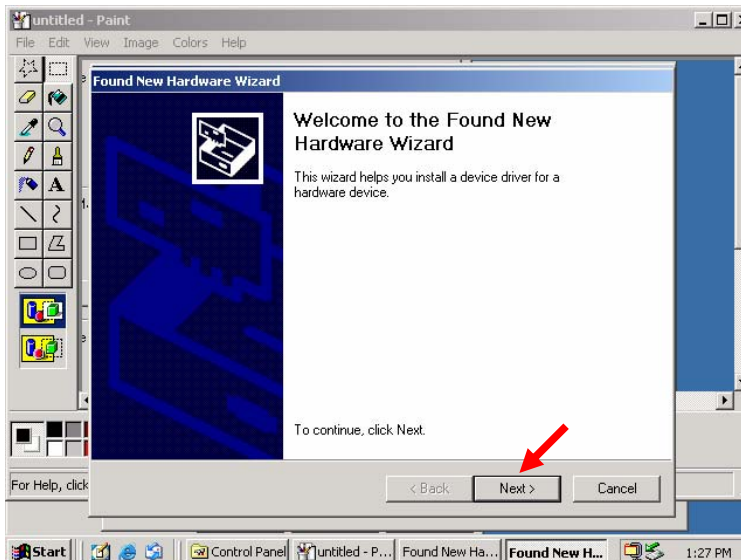 untitled - Paint
File Edit View Image Colors Help
Found New Hardware Wizard
Welcome to the Found New
Hardware Wizard
This wizard helps you install a device driver for a
hardware device.
To continue, click Next.
< Back Next > Cancel
For Help, click
Start Control Panel untitled - P... Found New Ha... Found New H... 1:27 PM